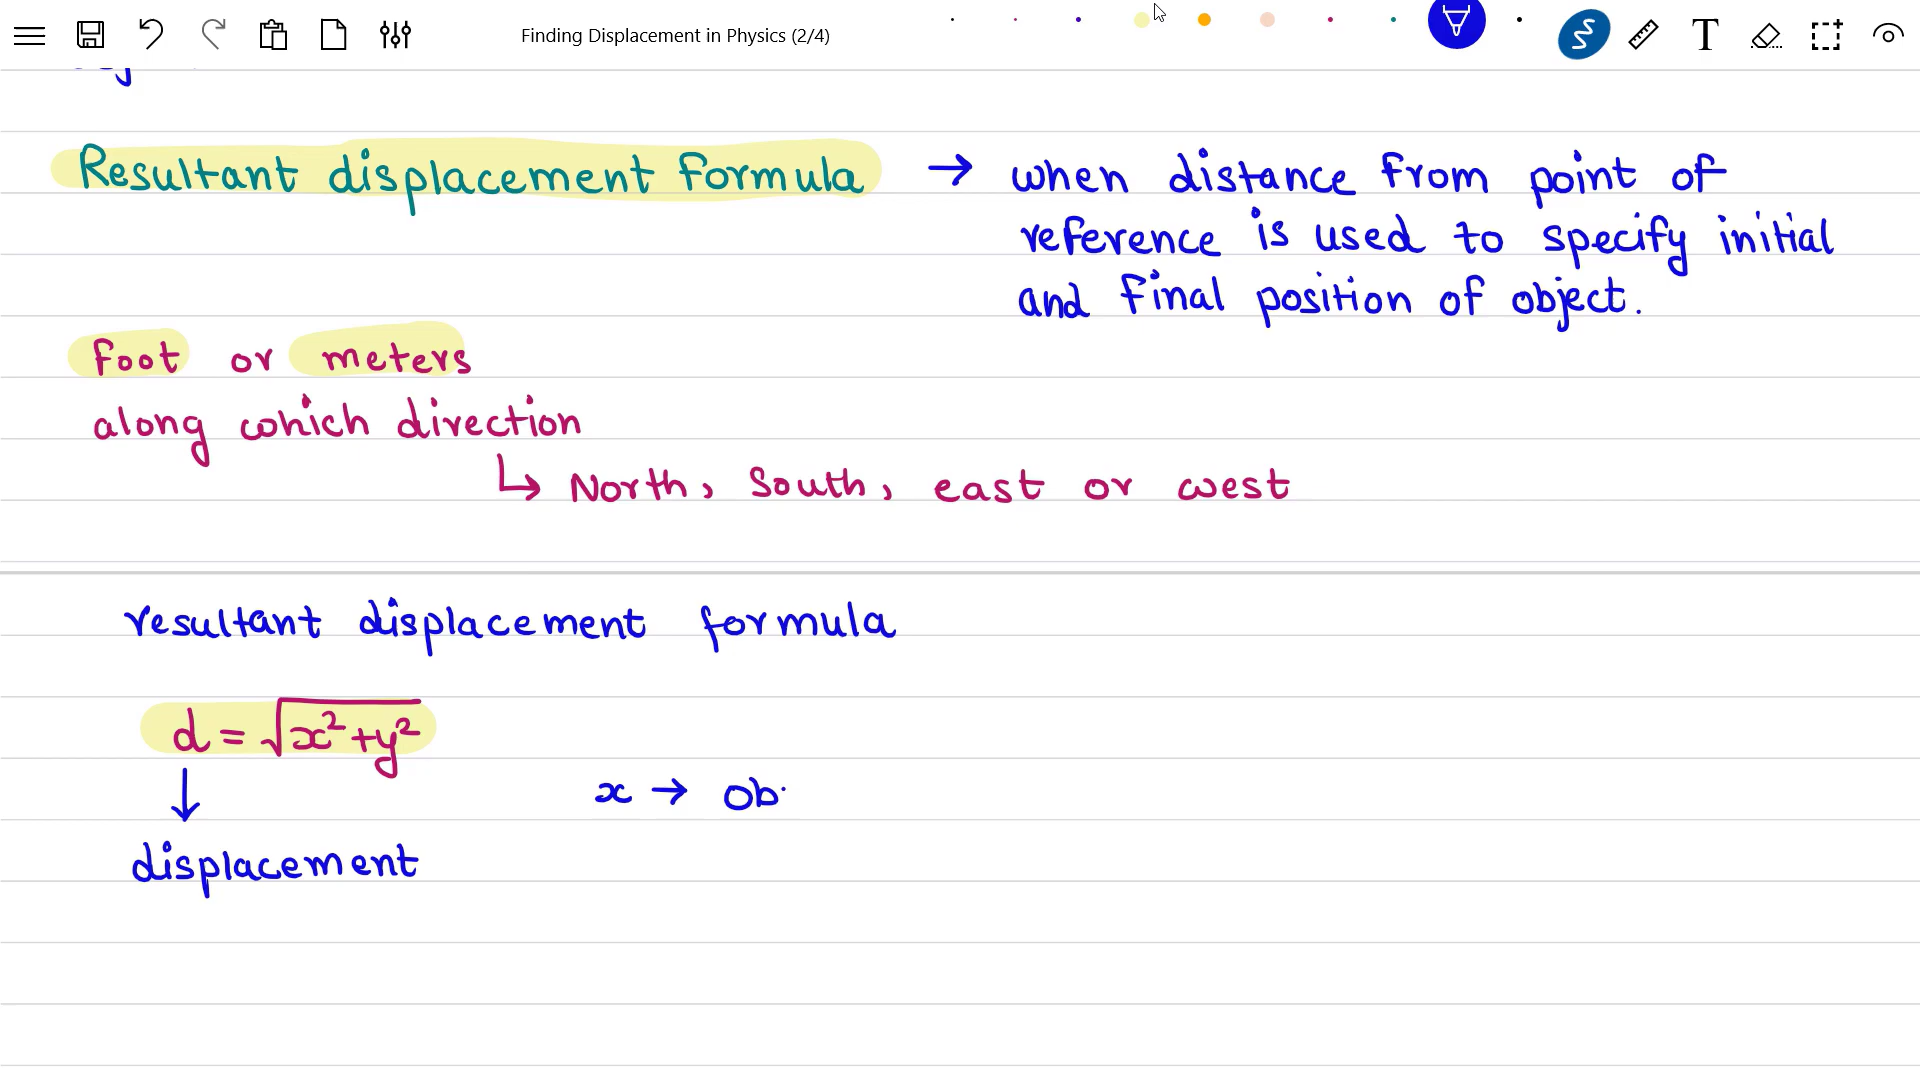 Finding Displacement in Physics (2/4)
T
Resultant displacement formula → when distance from point of
reference is used to specify initial
and final position of object.
foot or meters
along which direction
↳ North, South, east or west
resultant displacement formula
d = √x²+y²
↓
x → Ob
displacement